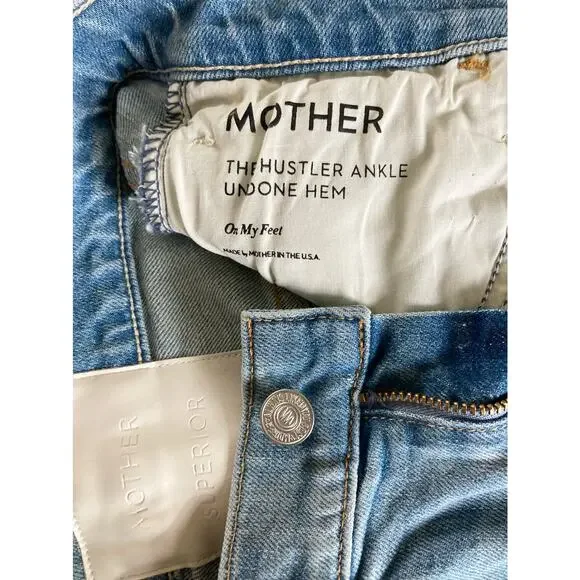 MOTHER
THE HUSTLER ANKLE
UNDONE HEM
On My Feet
MADE by MOTHER IN THE U.S.A.
MOTHER
SUPERIOR